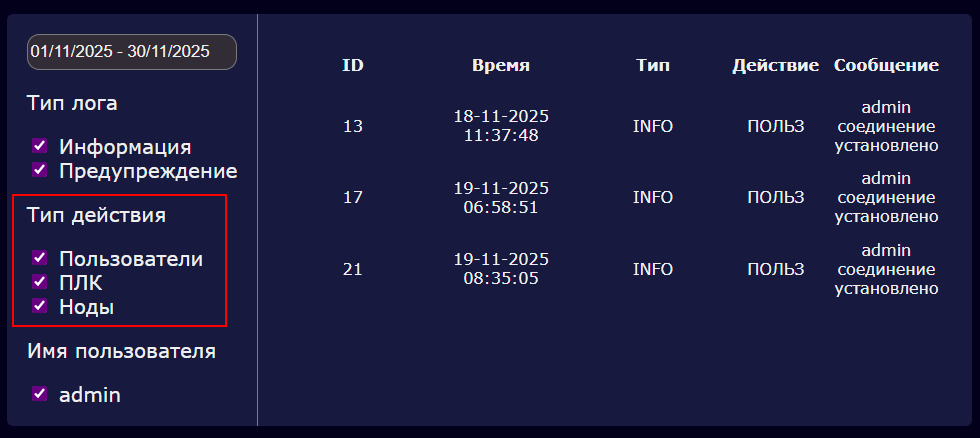 01/11/2025 - 30/11/2025
Тип лога
Информация
Предупреждение
Тип действия
Пользователи
ПЛК
Ноды
Имя пользователя
admin
ID Время Тип Действие Сообщение
13 18-11-2025 11:37:48 INFO ПОЛЬЗ admin соединение установлено
17 19-11-2025 06:58:51 INFO ПОЛЬЗ admin соединение установлено
21 19-11-2025 08:35:05 INFO ПОЛЬЗ admin соединение установлено